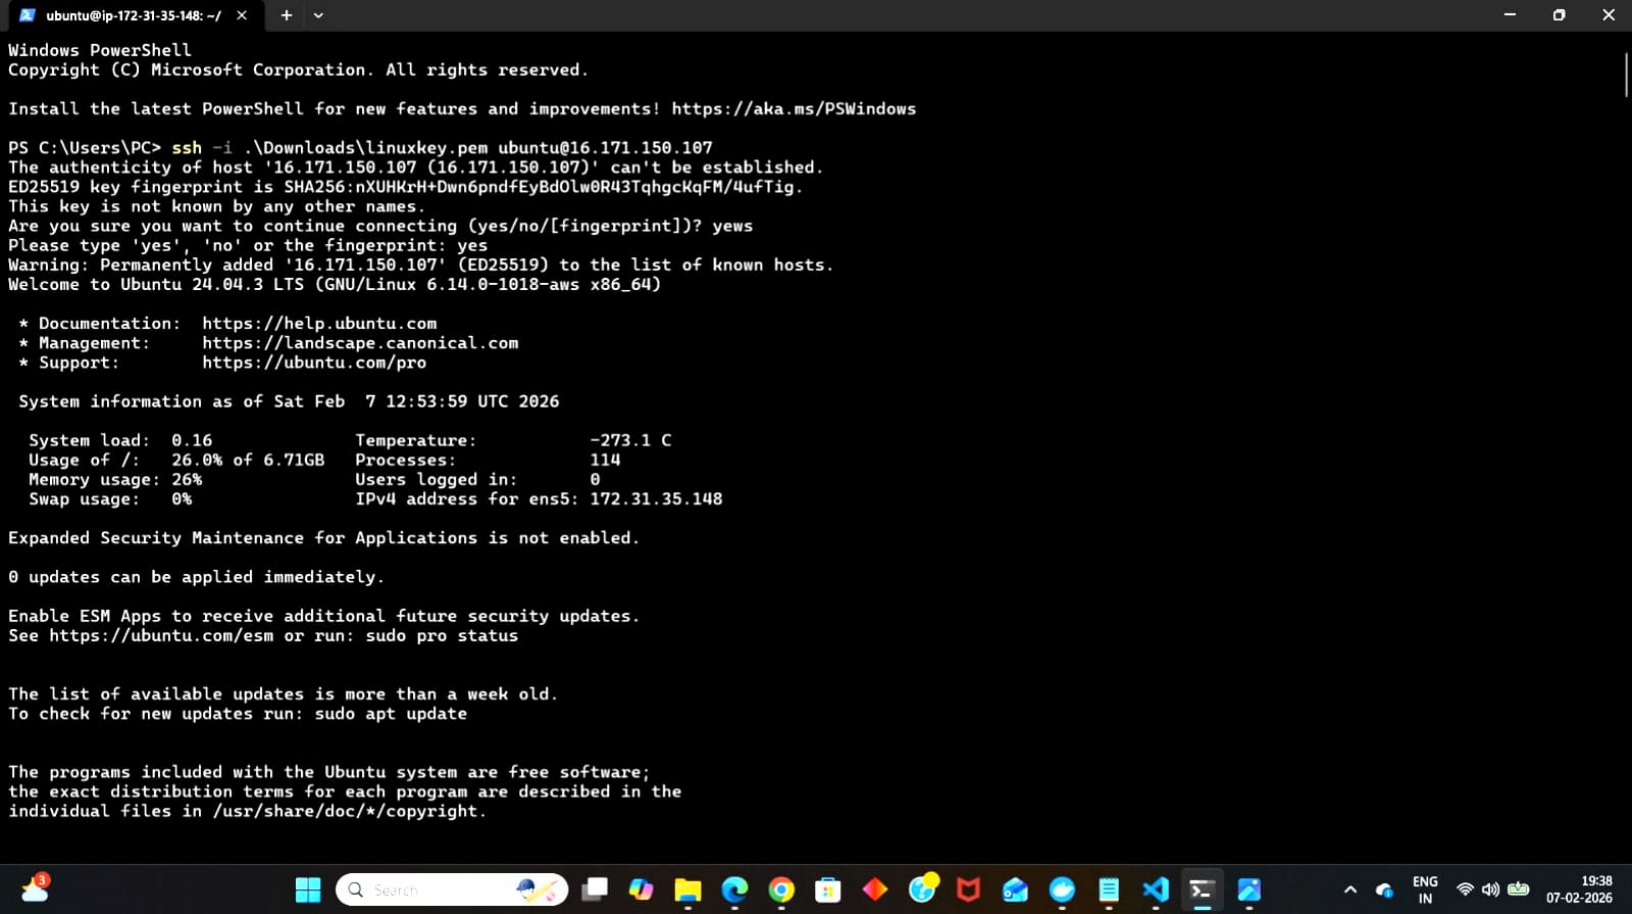 ubuntu@ip-172-31-35-148: ~/
Windows PowerShell
Copyright (C) Microsoft Corporation. All rights reserved.
Install the latest PowerShell for new features and improvements! https://aka.ms/PSWindows
PS C:\Users\PC> ssh -i .\Downloads\linuxkey.pem ubuntu@16.171.150.107
The authenticity of host '16.171.150.107 (16.171.150.107)' can't be established.
ED25519 key fingerprint is SHA256:nXUHKrH+Dwn6pndfEyBdOlw0R43TqhgcKqFM/4ufTig.
This key is not known by any other names.
Are you sure you want to continue connecting (yes/no/[fingerprint])? yews
Please type 'yes', 'no' or the fingerprint: yes
Warning: Permanently added '16.171.150.107' (ED25519) to the list of known hosts.
Welcome to Ubuntu 24.04.3 LTS (GNU/Linux 6.14.0-1018-aws x86_64)
* Documentation: https://help.ubuntu.com
* Management: https://landscape.canonical.com
* Support: https://ubuntu.com/pro
System information as of Sat Feb 7 12:53:59 UTC 2026
System load: 0.16 Temperature: -273.1 C
Usage of /: 26.0% of 6.71GB Processes: 114
Memory usage: 26% Users logged in: 0
Swap usage: 0% IPv4 address for ens5: 172.31.35.148
Expanded Security Maintenance for Applications is not enabled.
0 updates can be applied immediately.
Enable ESM Apps to receive additional future security updates.
See https://ubuntu.com/esm or run: sudo pro status
The list of available updates is more than a week old.
To check for new updates run: sudo apt update
The programs included with the Ubuntu system are free software;
the exact distribution terms for each program are described in the
individual files in /usr/share/doc/*/copyright.
3
Search
ENG
IN
19:38
07-02-2026